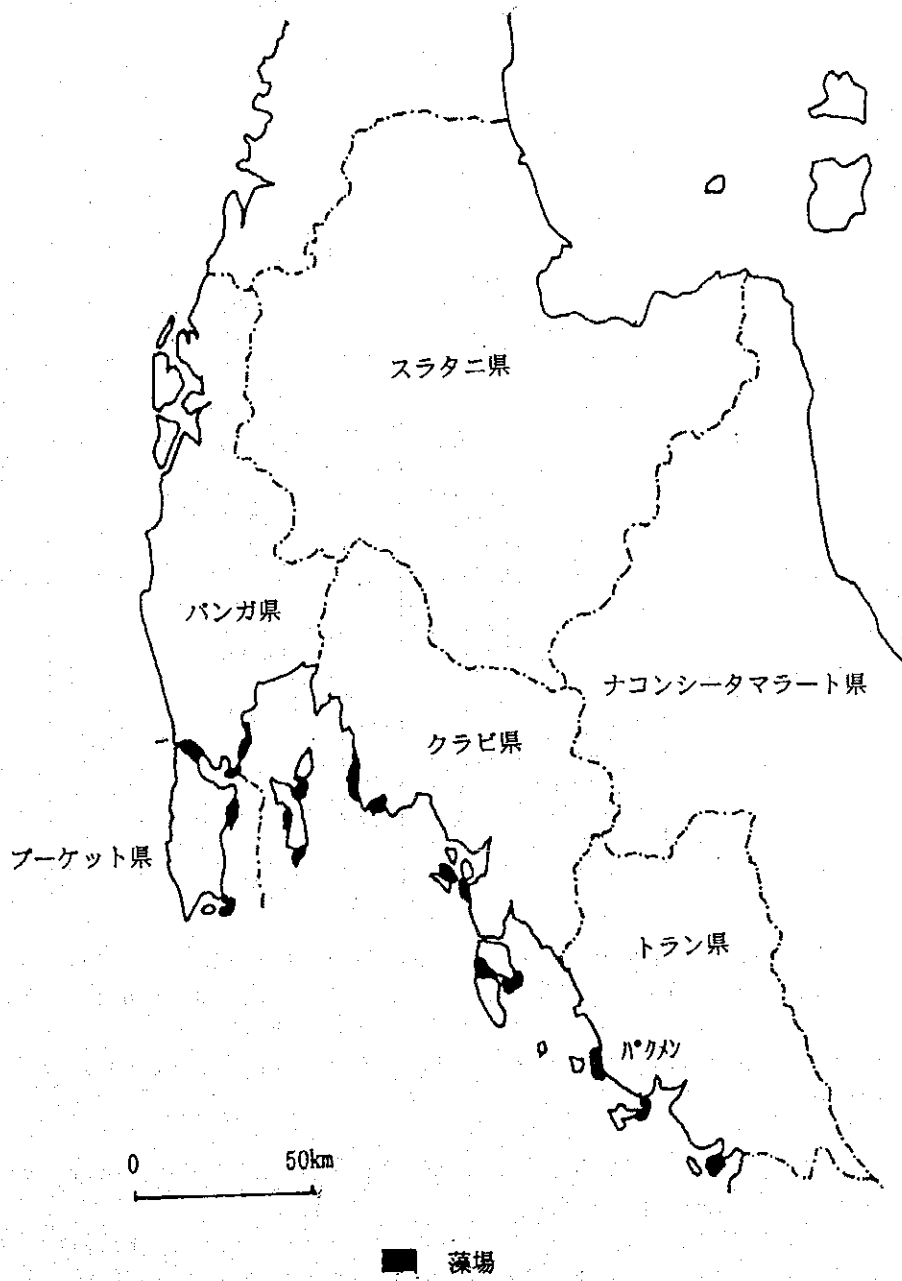 スラタニ県
パンガ県
ナコンシータマラート県
クラビ県
プーケット県
トラン県
パクメン
0 50km
藻場